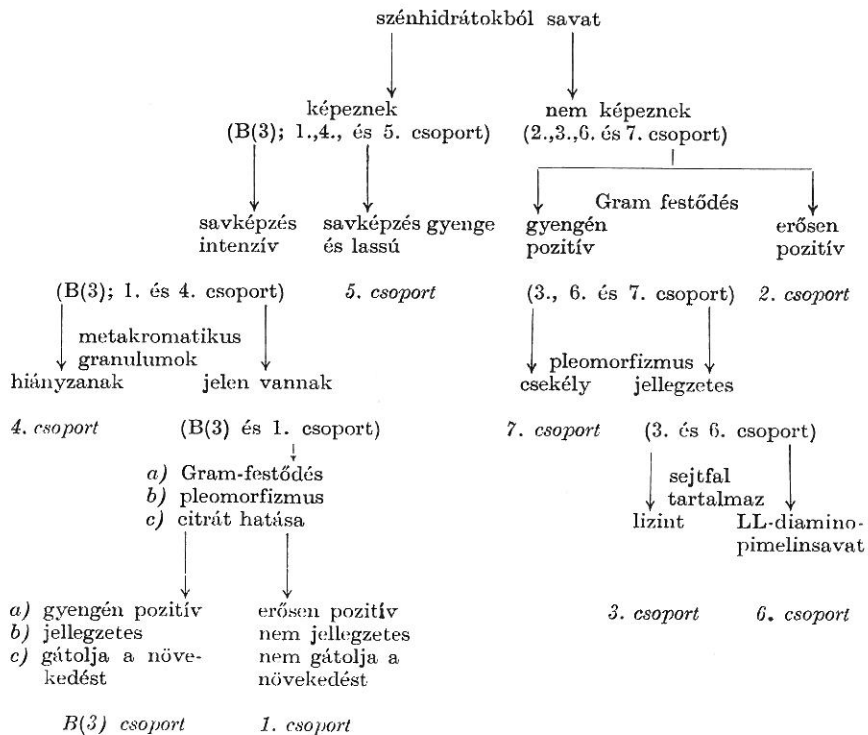 szénhidrátokból savat
képeznek nem képeznek
(B(3); 1.,4., és 5. csoport) (2.,3.,6. és 7. csoport)
Gram festődés
savképzés savképzés gyenge gyengén erősen
intenzív és lassú pozitív pozitív
(B(3); 1. és 4. csoport) 5. csoport (3., 6. és 7. csoport) 2. csoport
metakromatikus
granulumok pleomorfizmus
hiányzanak jelen vannak csekély jellegzetes
4. csoport (B(3) és 1. csoport) 7. csoport (3. és 6. csoport)
a) Gram-festődés
b) pleomorfizmus sejtfal
c) citrát hatása tartalmaz
lizint LL-diamino-
pimelinsavat
a) gyengén pozitív erősen pozitív 3. csoport 6. csoport
b) jellegzetes nem jellegzetes
c) gátolja a növe- nem gátolja a
kedést növekedést
B(3) csoport 1. csoport